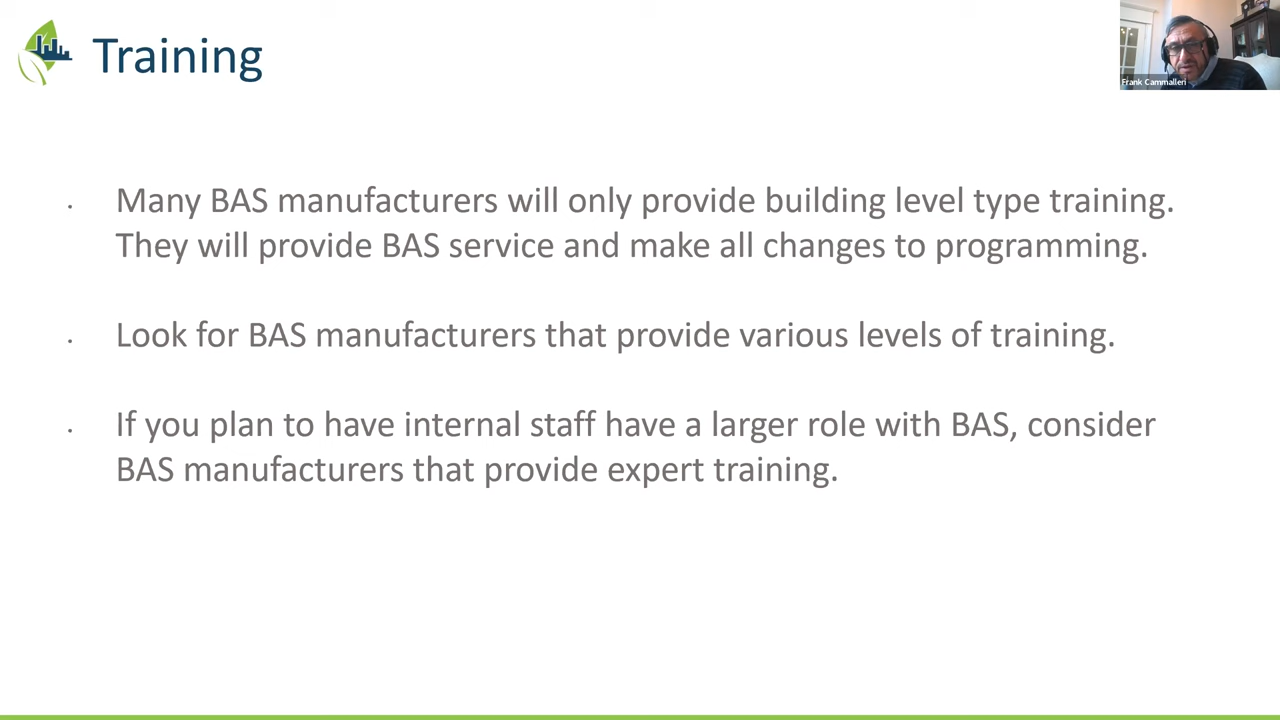 Training
Frank Cammalleri
Many BAS manufacturers will only provide building level type training.
They will provide BAS service and make all changes to programming.
Look for BAS manufacturers that provide various levels of training.
If you plan to have internal staff have a larger role with BAS, consider
BAS manufacturers that provide expert training.